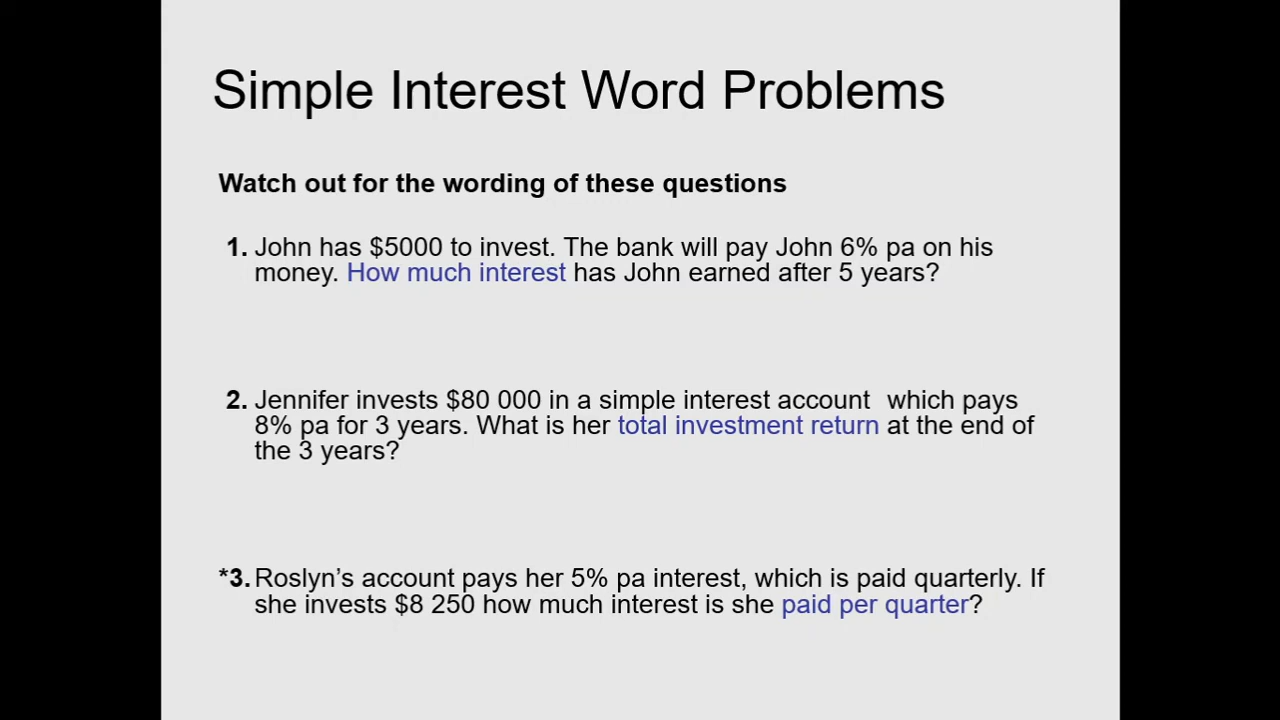 Simple Interest Word Problems
Watch out for the wording of these questions
1. John has $5000 to invest. The bank will pay John 6% pa on his
money. How much interest has John earned after 5 years?
2. Jennifer invests $80 000 in a simple interest account  which pays
8% pa for 3 years. What is her total investment return at the end of
the 3 years?
*3. Roslyn’s account pays her 5% pa interest, which is paid quarterly. If
she invests $8 250 how much interest is she paid per quarter?